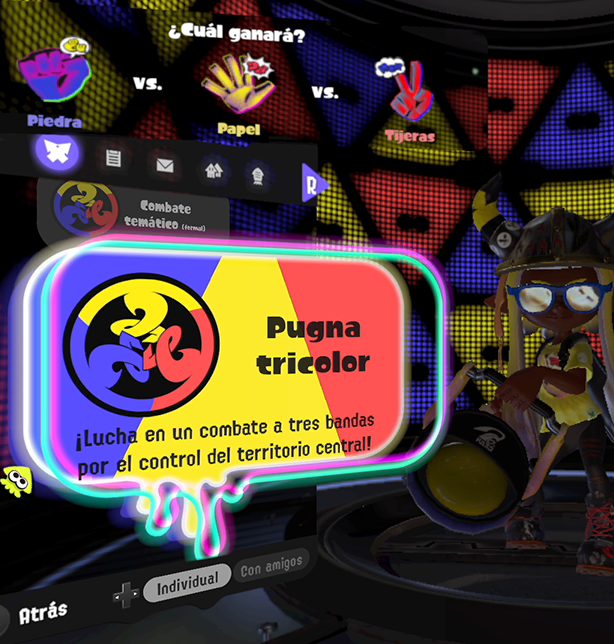 ¿Cuál ganará?
Piedra
vs.
Papel
vs.
Tijeras
R
Combate
temático (formal)
Pugna
tricolor
¡Lucha en un combate a tres bandas
por el control del territorio central!
Individual
Con amigos
Atrás